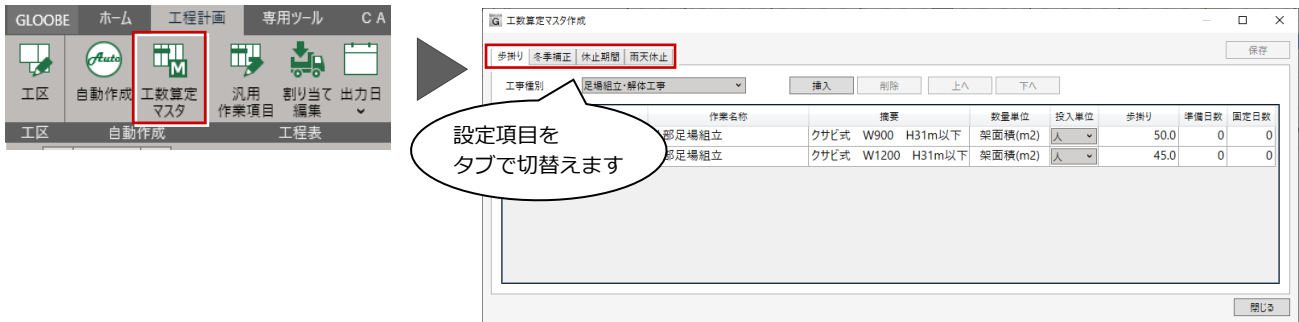 GLOOBE ホーム 工程計画 専用ツール C A
工区 自動作成 工数算定 マスタ 汎用 作業項目 割り当て 編集 出力日
工区 自動作成 工程表
工数算定マスタ作成
保存
歩掛り 冬季補正 休止期間 雨天休止
工事種別 足場組立・解体工事 挿入 削除 上へ 下へ
作業名称 摘要 数量単位 投入単位 歩掛り 準備日数 固定日数
部足場組立 クサビ式 W900 H31m以下 架面積(m2) 人 50.0 0 0
部足場組立 クサビ式 W1200 H31m以下 架面積(m2) 人 45.0 0 0
設定項目を
タブで切替えます
閉じる